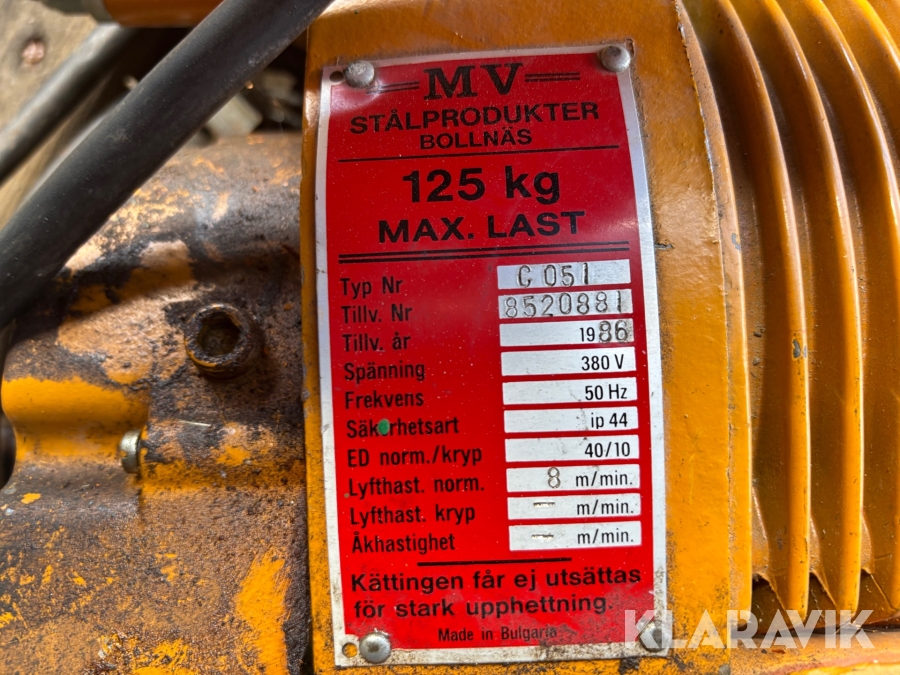 MV
STÅLPRODUKTER
BOLLNÄS
125 kg
MAX. LAST
Typ Nr C 051
Tillv. Nr 8520881
Tillv. år 1986
Spänning 380 V
Frekvens 50 Hz
Säkerhetsart ip 44
ED norm./kryp 40/10
Lyfthast. norm. 8 m/min.
Lyfthast. kryp – m/min.
Åkhastighet – m/min.
Kättingen får ej utsättas
för stark upphettning.
Made in Bulgaria
KLARAVIK